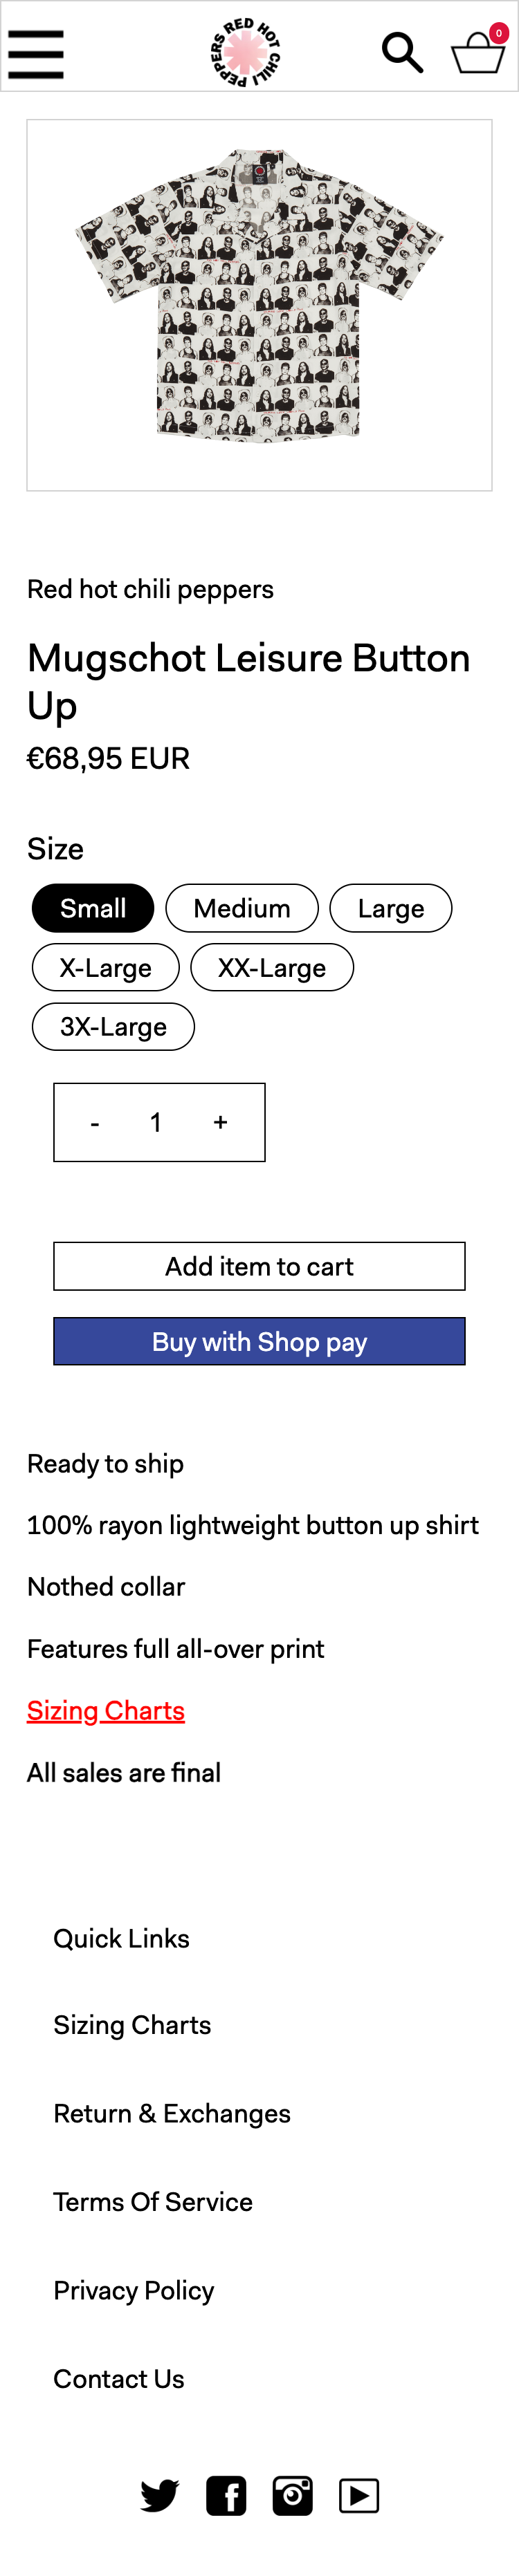 RED HOT CHILI PEPPERS
0
Red hot chili peppers
Mugschot Leisure Button
Up
€68,95 EUR
Size
Small Medium Large
X-Large XX-Large
3X-Large
- 1 +
Add item to cart
Buy with Shop pay
Ready to ship
100% rayon lightweight button up shirt
Nothed collar
Features full all-over print
Sizing Charts
All sales are final
Quick Links
Sizing Charts
Return & Exchanges
Terms Of Service
Privacy Policy
Contact Us